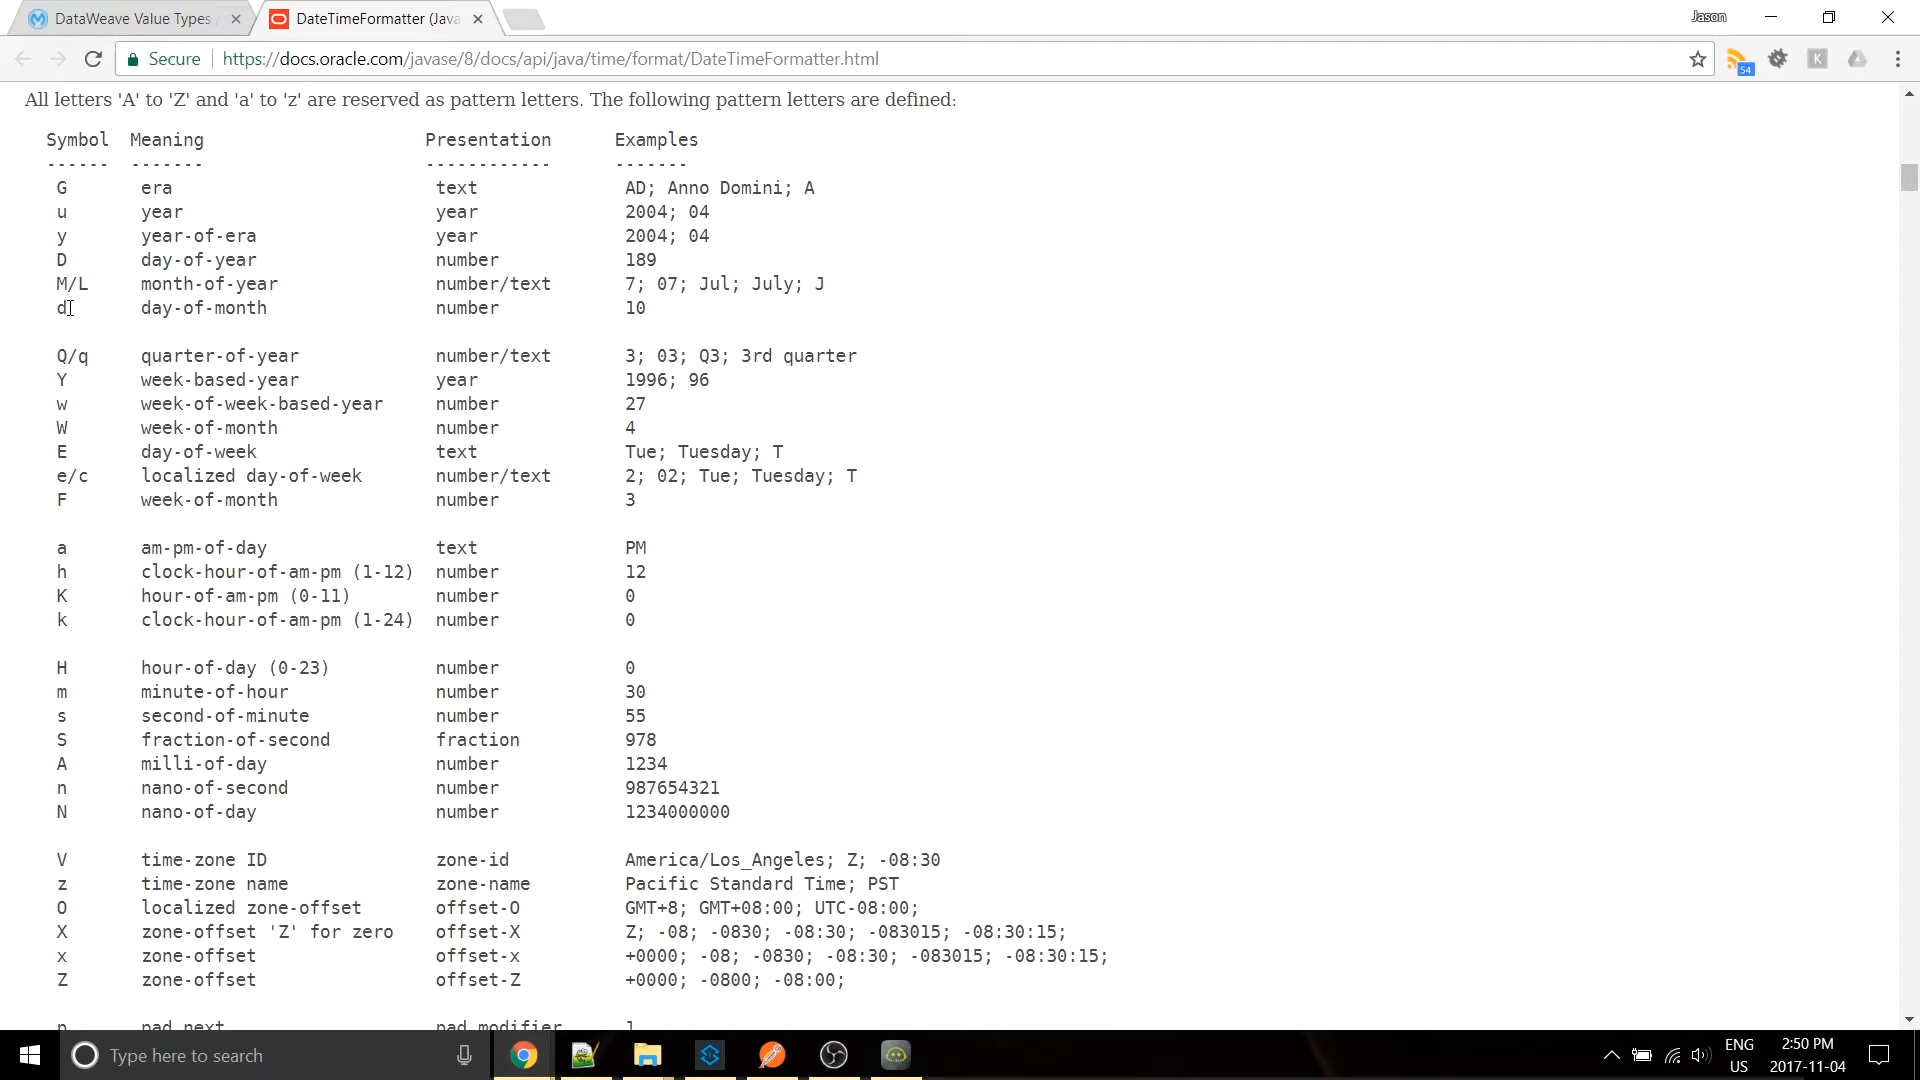 DataWeave Value Types
DateTimeFormatter (Java
Jason
Secure
https://docs.oracle.com/javase/8/docs/api/java/time/format/DateTimeFormatter.html
K
54
All letters 'A' to 'Z' and 'a' to 'z' are reserved as pattern letters. The following pattern letters are defined:
Symbol Meaning Presentation Examples
------ ------- ------------ -------
G era text AD; Anno Domini; A
u year year 2004; 04
y year-of-era year 2004; 04
D day-of-year number 189
M/L month-of-year number/text 7; 07; Jul; July; J
d day-of-month number 10
Q/q quarter-of-year number/text 3; 03; Q3; 3rd quarter
Y week-based-year year 1996; 96
w week-of-week-based-year number 27
W week-of-month number 4
E day-of-week text Tue; Tuesday; T
e/c localized day-of-week number/text 2; 02; Tue; Tuesday; T
F week-of-month number 3
a am-pm-of-day text PM
h clock-hour-of-am-pm (1-12) number 12
K hour-of-am-pm (0-11) number 0
k clock-hour-of-am-pm (1-24) number 0
H hour-of-day (0-23) number 0
m minute-of-hour number 30
s second-of-minute number 55
S fraction-of-second fraction 978
A milli-of-day number 1234
n nano-of-second number 987654321
N nano-of-day number 1234000000
V time-zone ID zone-id America/Los_Angeles; Z; -08:30
z time-zone name zone-name Pacific Standard Time; PST
O localized zone-offset offset-O GMT+8; GMT+08:00; UTC-08:00;
X zone-offset 'Z' for zero offset-X Z; -08; -0830; -08:30; -083015; -08:30:15;
x zone-offset offset-x +0000; -08; -0830; -08:30; -083015; -08:30:15;
Z zone-offset offset-Z +0000; -0800; -08:00;
p pad next pad modifier 1
Type here to search
ENG
US
2:50 PM
2017-11-04